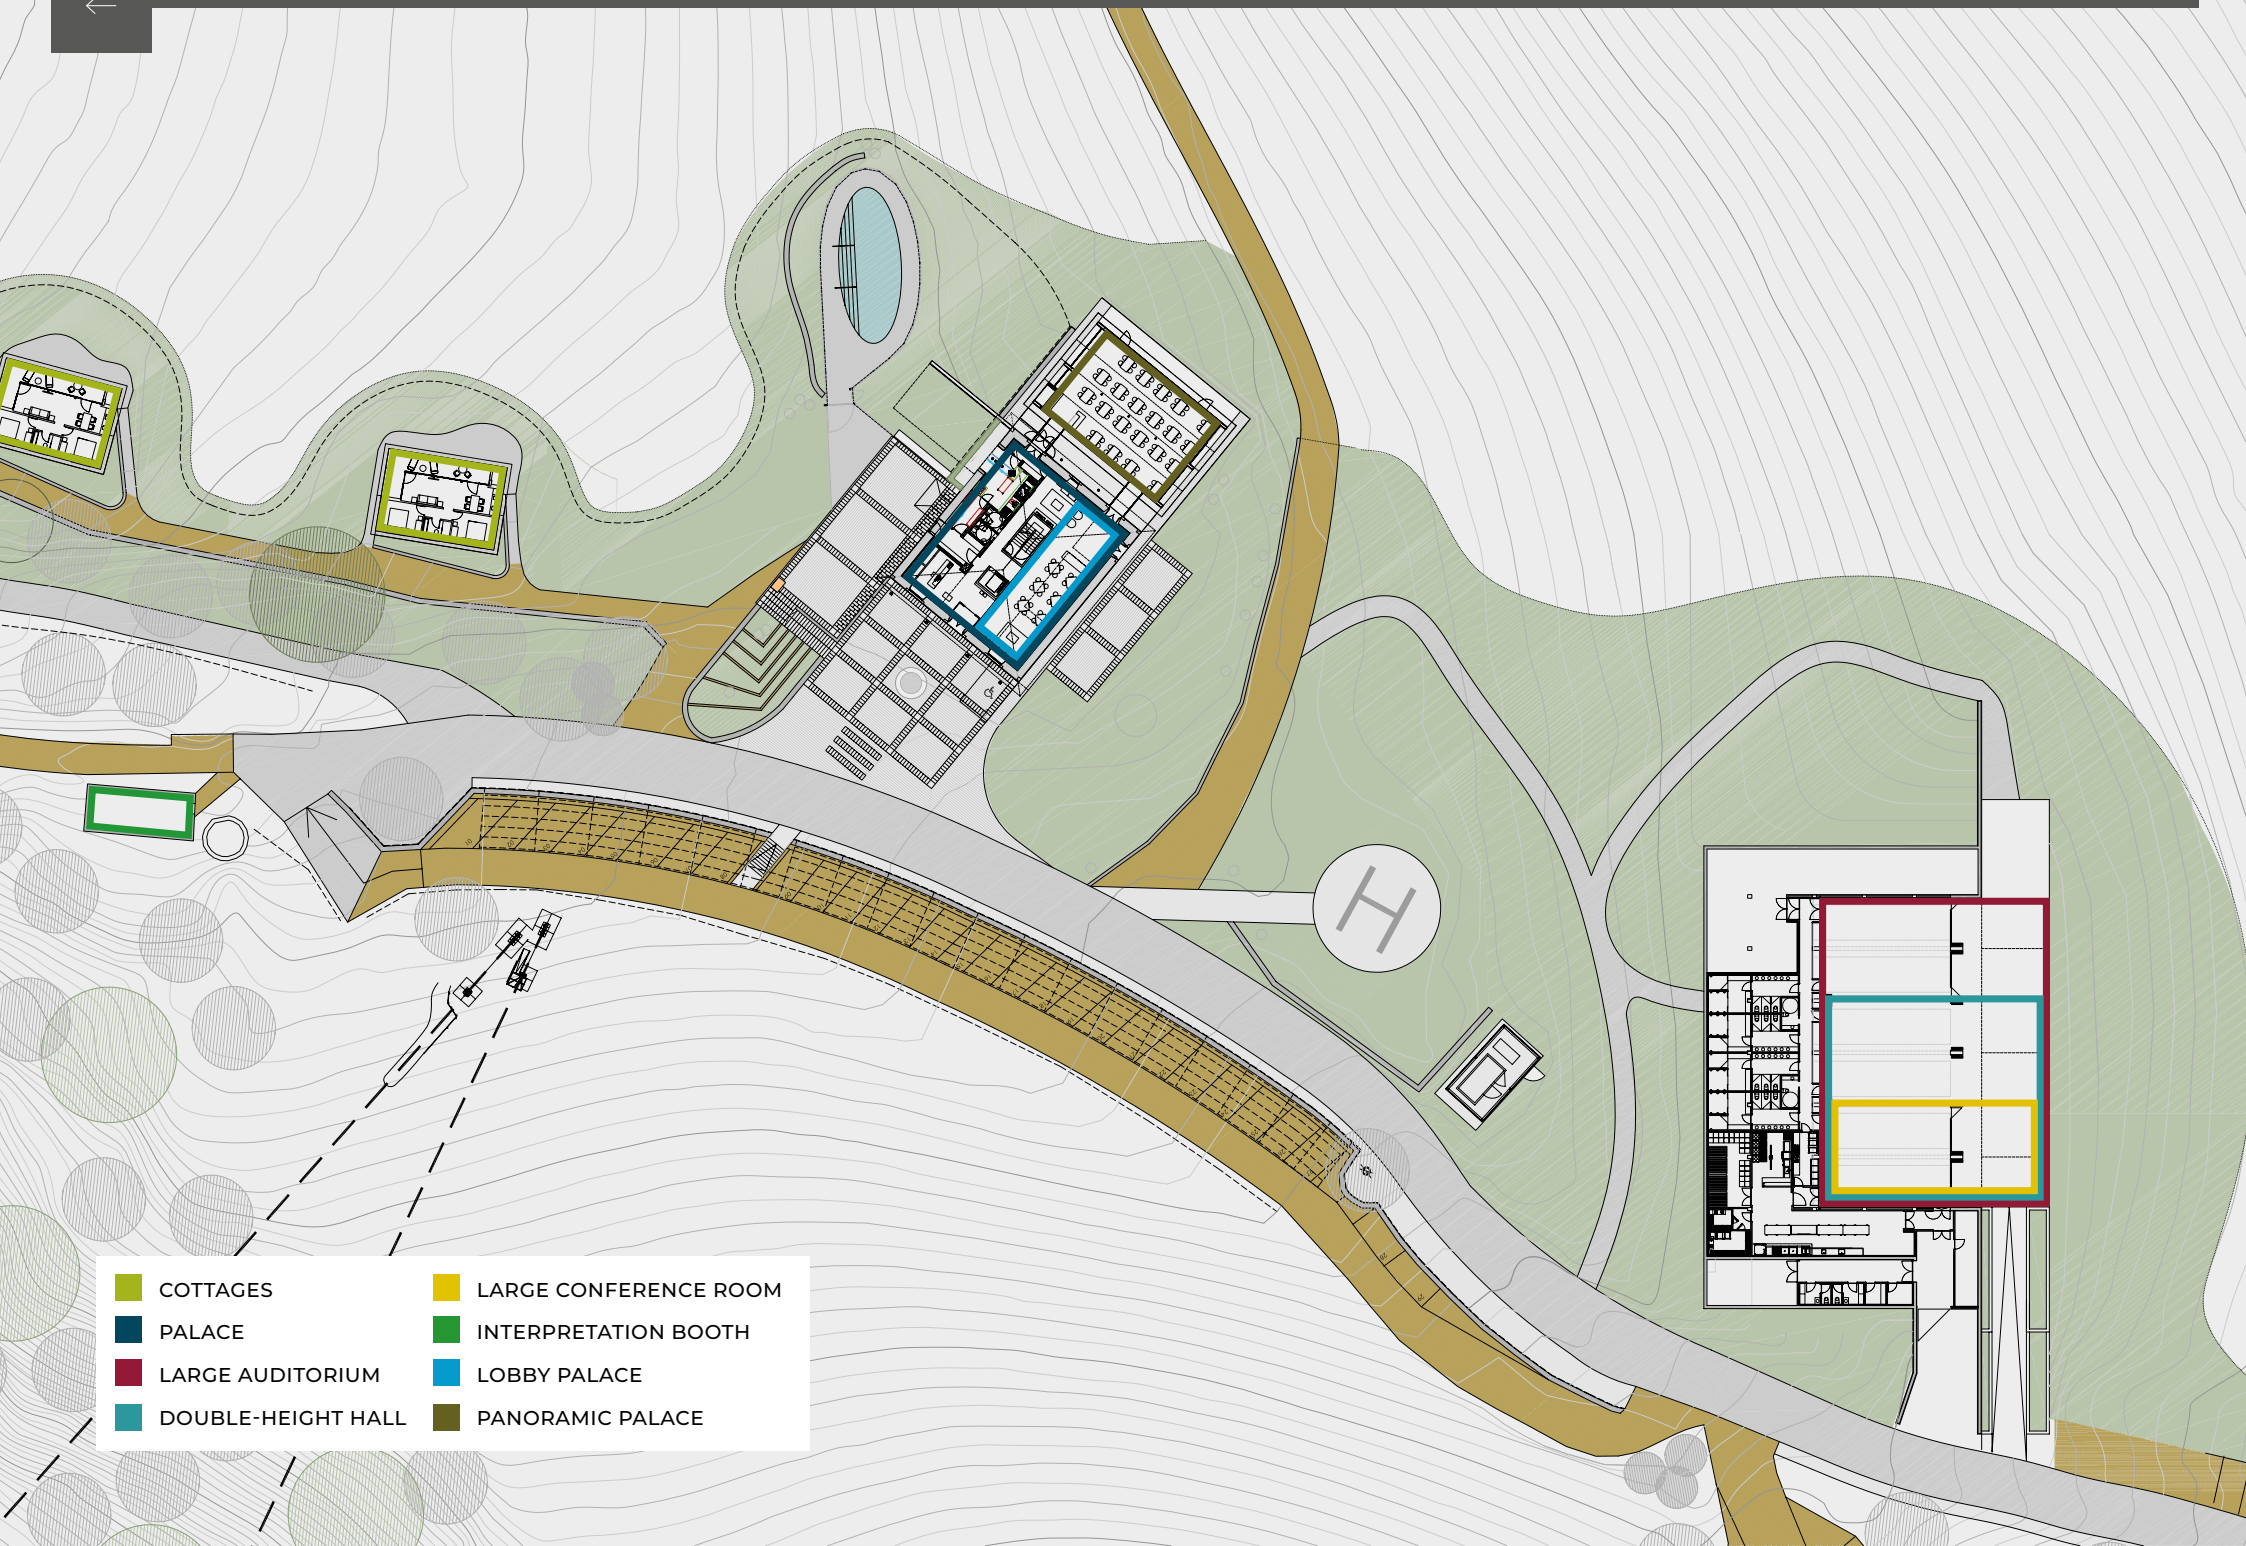 H
COTTAGES
PALACE
LARGE AUDITORIUM
DOUBLE-HEIGHT HALL
LARGE CONFERENCE ROOM
INTERPRETATION BOOTH
LOBBY PALACE
PANORAMIC PALACE